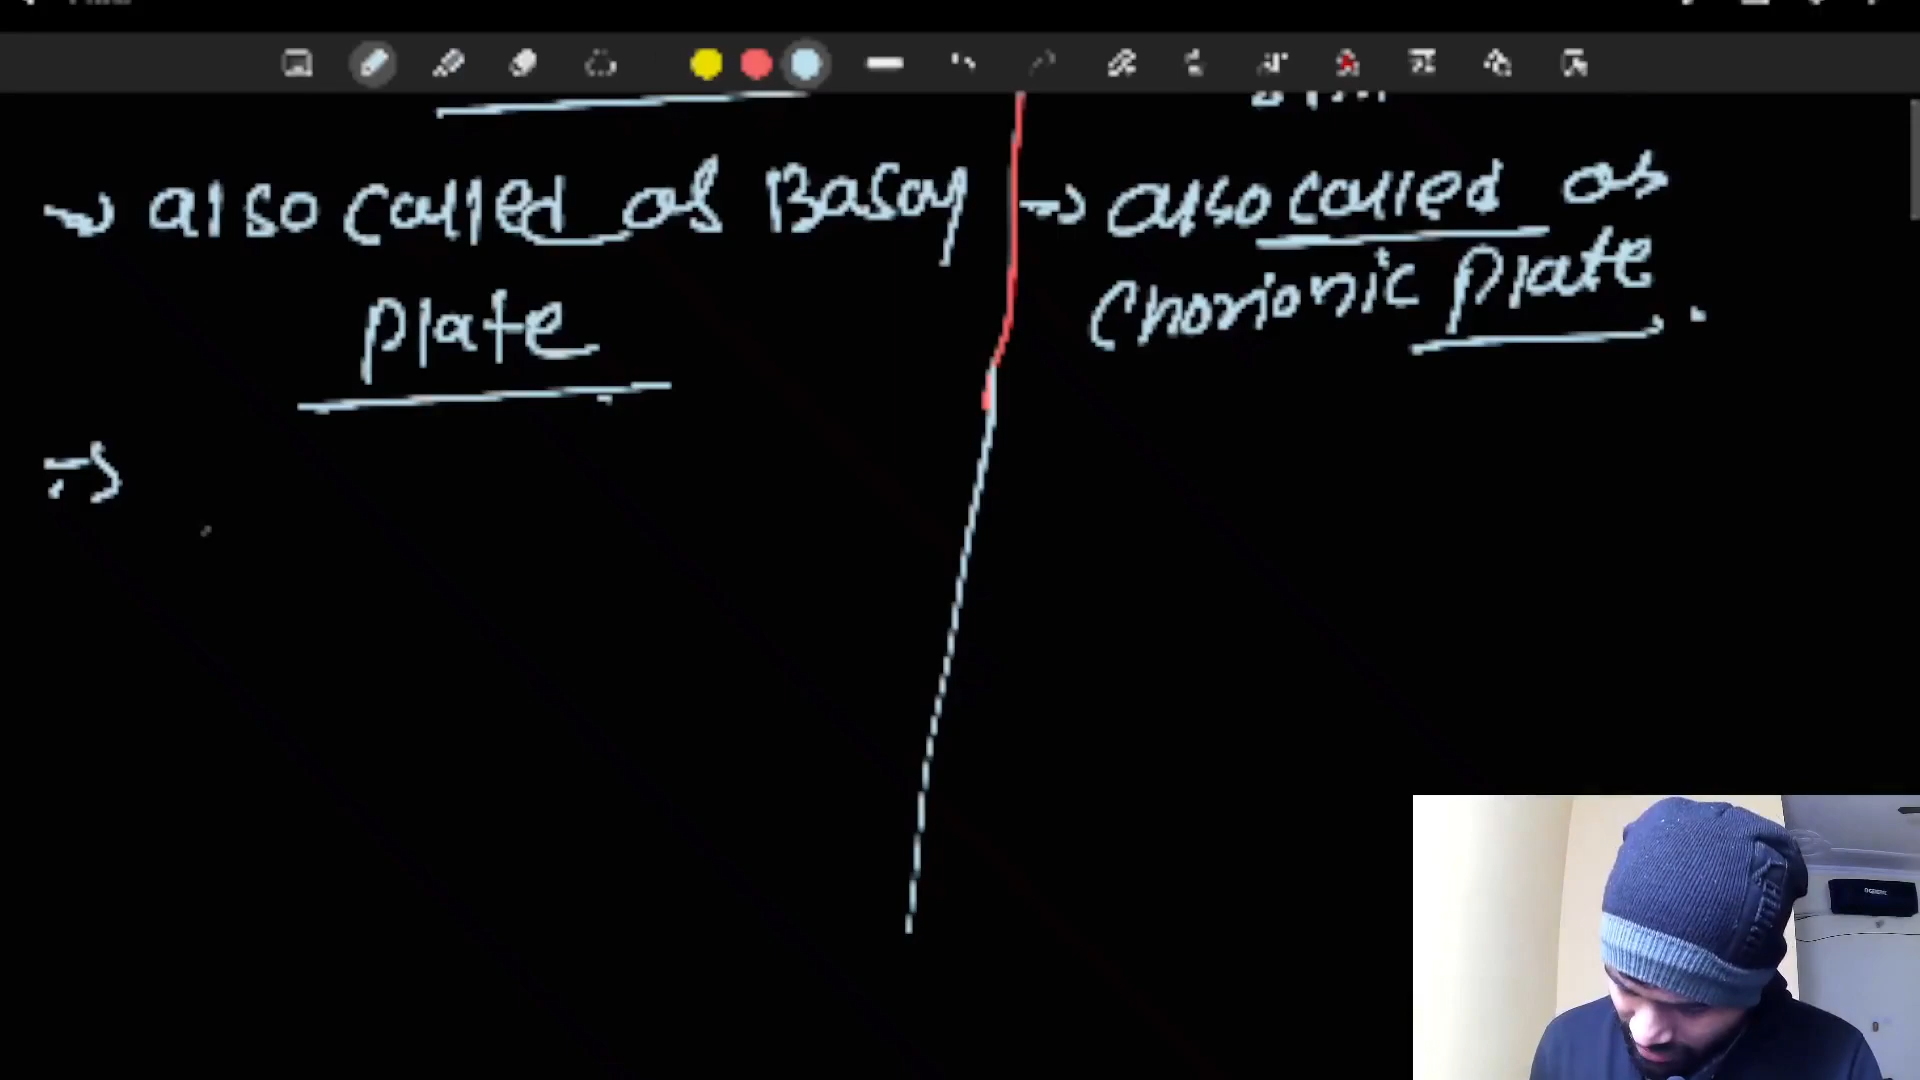 → also called as Basal
plate
→
→ also called as
chorionic plate.